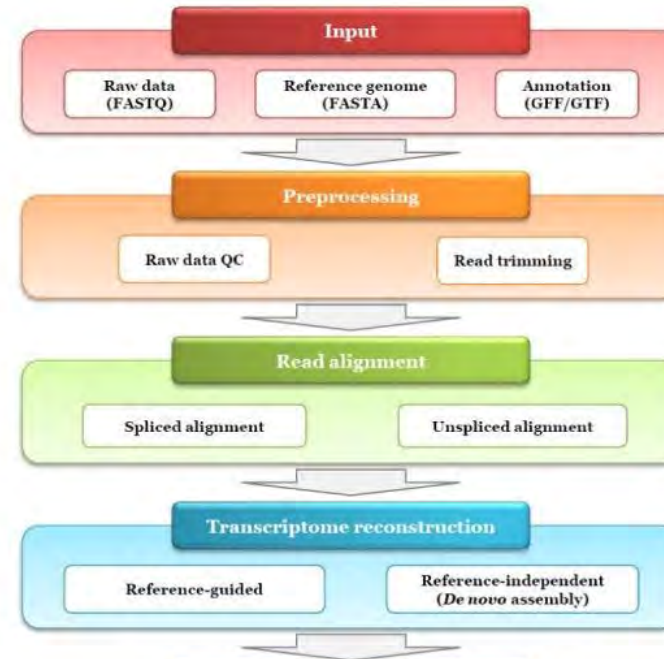 Input
Raw data
(FASTQ)
Reference genome
(FASTA)
Annotation
(GFF/GTF)
Preprocessing
Raw data QC
Read trimming
Read alignment
Spliced alignment
Unspliced alignment
Transcriptome reconstruction
Reference-guided
Reference-independent
(De novo assembly)